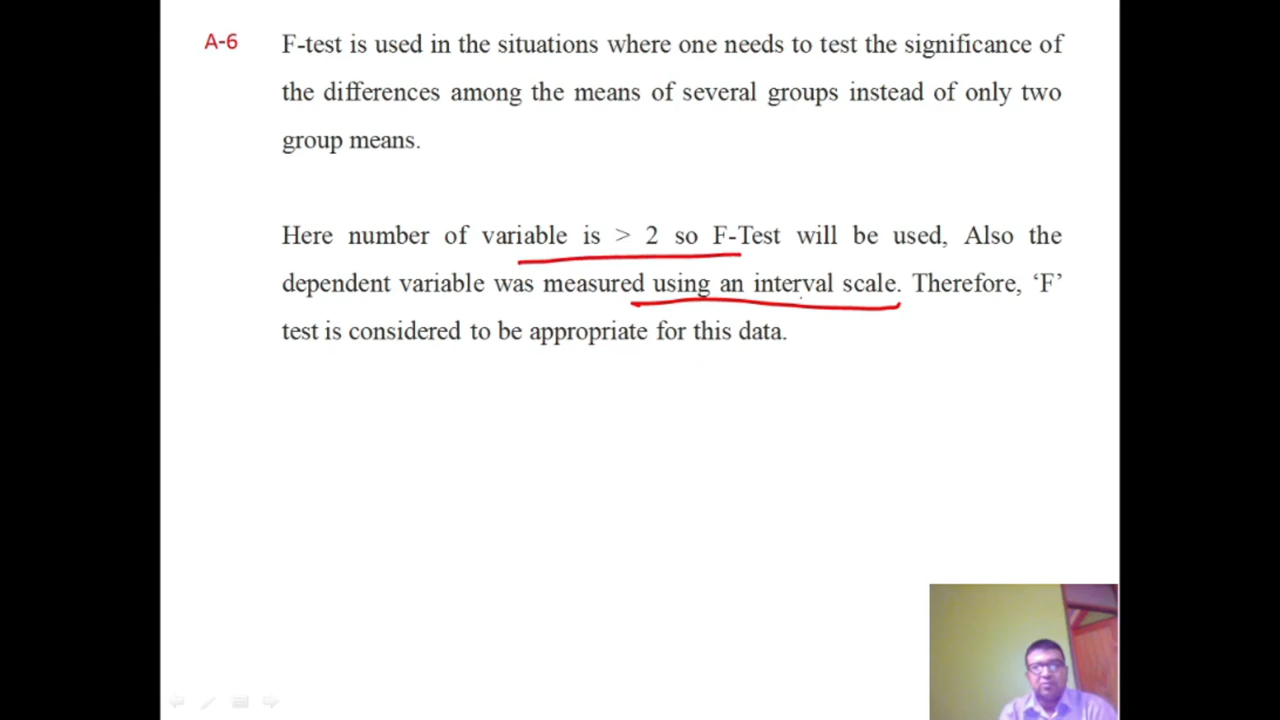 A-6 F-test is used in the situations where one needs to test the significance of
the differences among the means of several groups instead of only two
group means.
Here number of variable is > 2 so F-Test will be used, Also the
dependent variable was measured using an interval scale. Therefore, ‘F’
test is considered to be appropriate for this data.